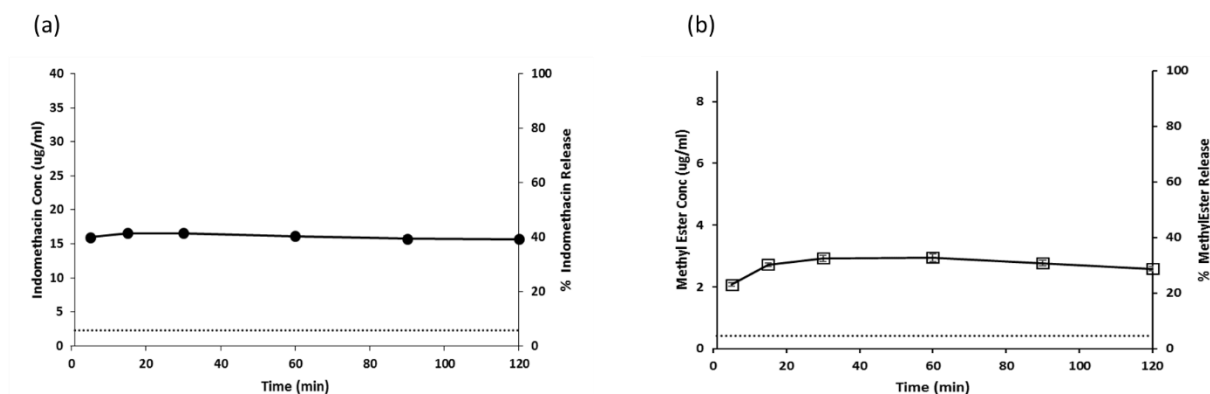 (a)
(b)
Indomethacin Conc (ug/ml)
40
35
30
25
20
15
10
5
0
0 20 40 60 80 100 120
Time (min)
100
80
60
40
20
0
% Indomethacin Release
Methyl Ester Conc (ug/ml)
8
6
4
2
0
0 20 40 60 80 100 120
Time (min)
100
80
60
40
20
0
% MethylEster Release